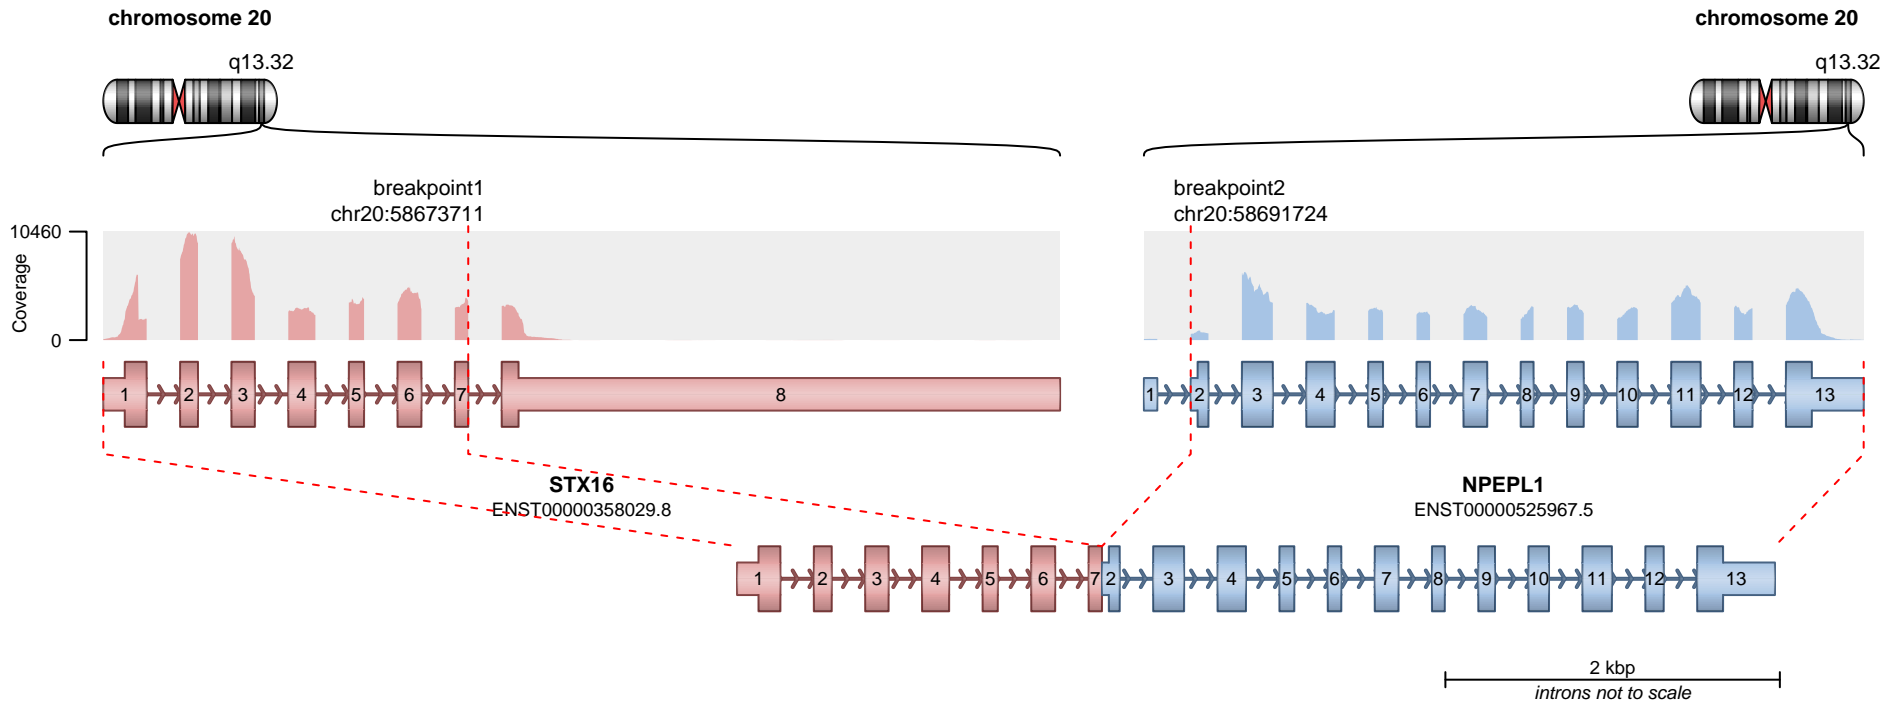 chromosome 20
chromosome 20
q13.32
q13.32
breakpoint1
chr20:58673711
breakpoint2
chr20:58691724
10460
Coverage
0
1 2 3 4 5 6 7 8
1 2 3 4 5 6 7 8 9 10 11 12 13
STX16
ENST00000358029.8
NPEPL1
ENST00000525967.5
1 2 3 4 5 6 7 2 3 4 5 6 7 8 9 10 11 12 13
2 kbp
introns not to scale